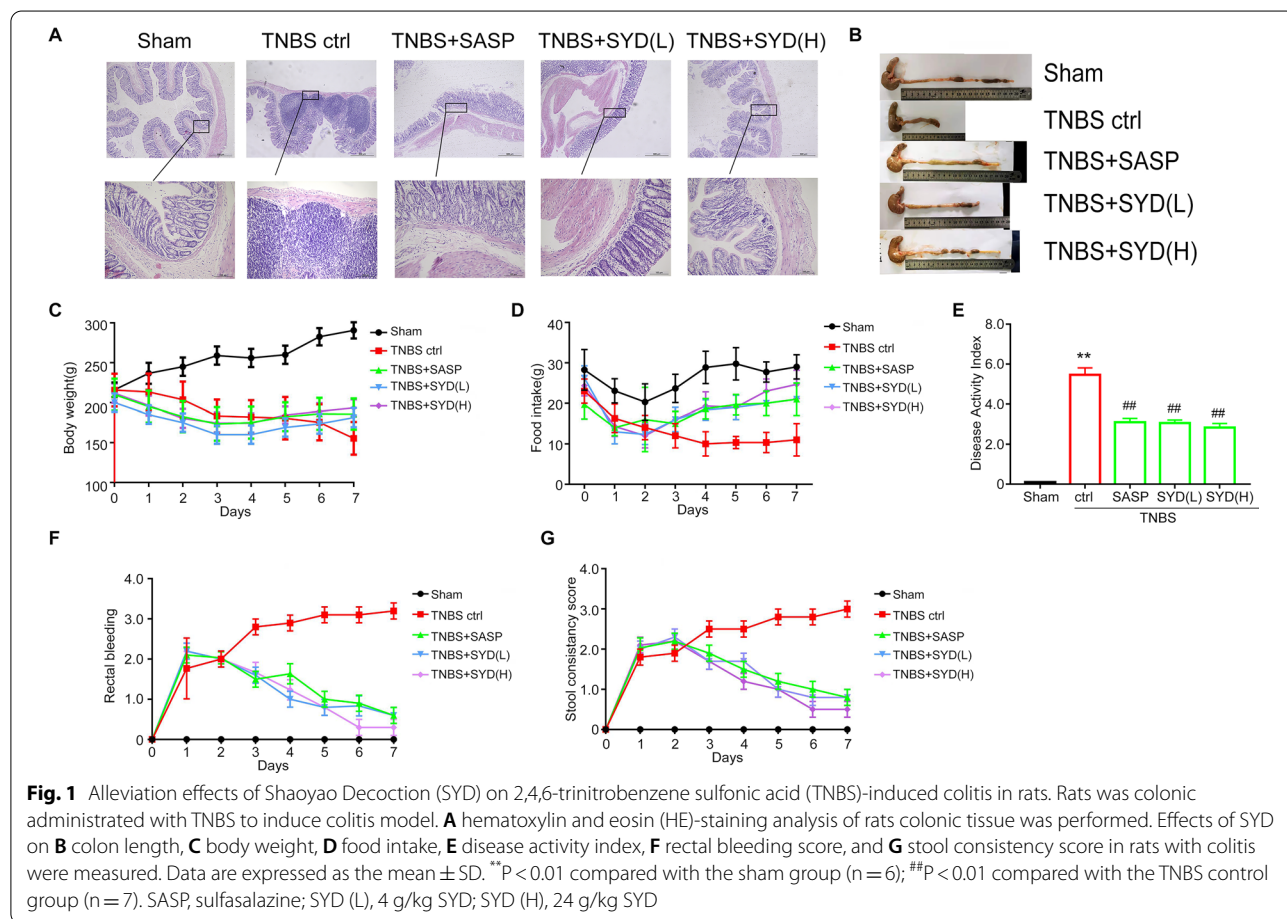 A
Sham
TNBS ctrl
TNBS+SASP
TNBS+SYD(L)
TNBS+SYD(H)
B
Sham
TNBS ctrl
TNBS+SASP
TNBS+SYD(L)
TNBS+SYD(H)
C
Body weight(g)
300
250
200
150
100
0 1 2 3 4 5 6 7
Days
Sham
TNBS ctrl
TNBS+SASP
TNBS+SYD(L)
TNBS+SYD(H)
D
Food intake(g)
40
30
20
10
0
0 1 2 3 4 5 6 7
Days
Sham
TNBS ctrl
TNBS+SASP
TNBS+SYD(L)
TNBS+SYD(H)
E
Disease Activity Index
8.0
6.0
4.0
2.0
0
**
##
##
##
Sham ctrl SASP SYD(L) SYD(H)
TNBS
F
Rectal bleeding
4.0
3.0
2.0
1.0
0
0 1 2 3 4 5 6 7
Days
Sham
TNBS ctrl
TNBS+SASP
TNBS+SYD(L)
TNBS+SYD(H)
G
Stool consistancy score
4.0
3.0
2.0
1.0
0
0 1 2 3 4 5 6 7
Days
Sham
TNBS ctrl
TNBS+SASP
TNBS+SYD(L)
TNBS+SYD(H)
Fig. 1 Alleviation effects of Shaoyao Decoction (SYD) on 2,4,6-trinitrobenzene sulfonic acid (TNBS)-induced colitis in rats. Rats was colonic
administrated with TNBS to induce colitis model. A hematoxylin and eosin (HE)-staining analysis of rats colonic tissue was performed. Effects of SYD
on B colon length, C body weight, D food intake, E disease activity index, F rectal bleeding score, and G stool consistency score in rats with colitis
were measured. Data are expressed as the mean ± SD. **P < 0.01 compared with the sham group (n = 6); ##P < 0.01 compared with the TNBS control
group (n = 7). SASP, sulfasalazine; SYD (L), 4 g/kg SYD; SYD (H), 24 g/kg SYD